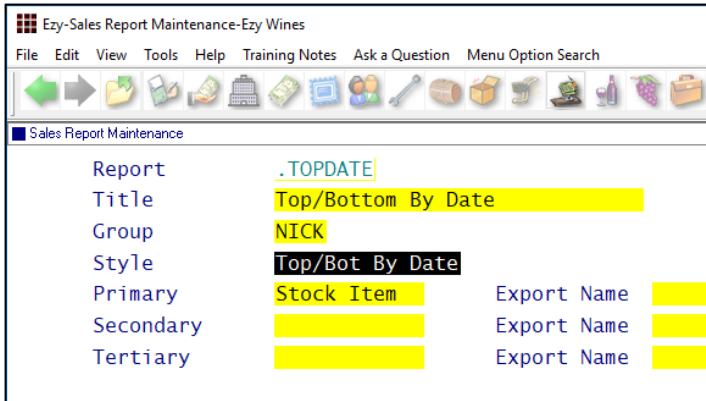 Ezy-Sales Report Maintenance-Ezy Wines
File Edit View Tools Help Training Notes Ask a Question Menu Option Search
Sales Report Maintenance
Report .TOPDATE
Title Top/Bottom By Date
Group NICK
Style Top/Bot By Date
Primary Stock Item Export Name
Secondary Export Name
Tertiary Export Name